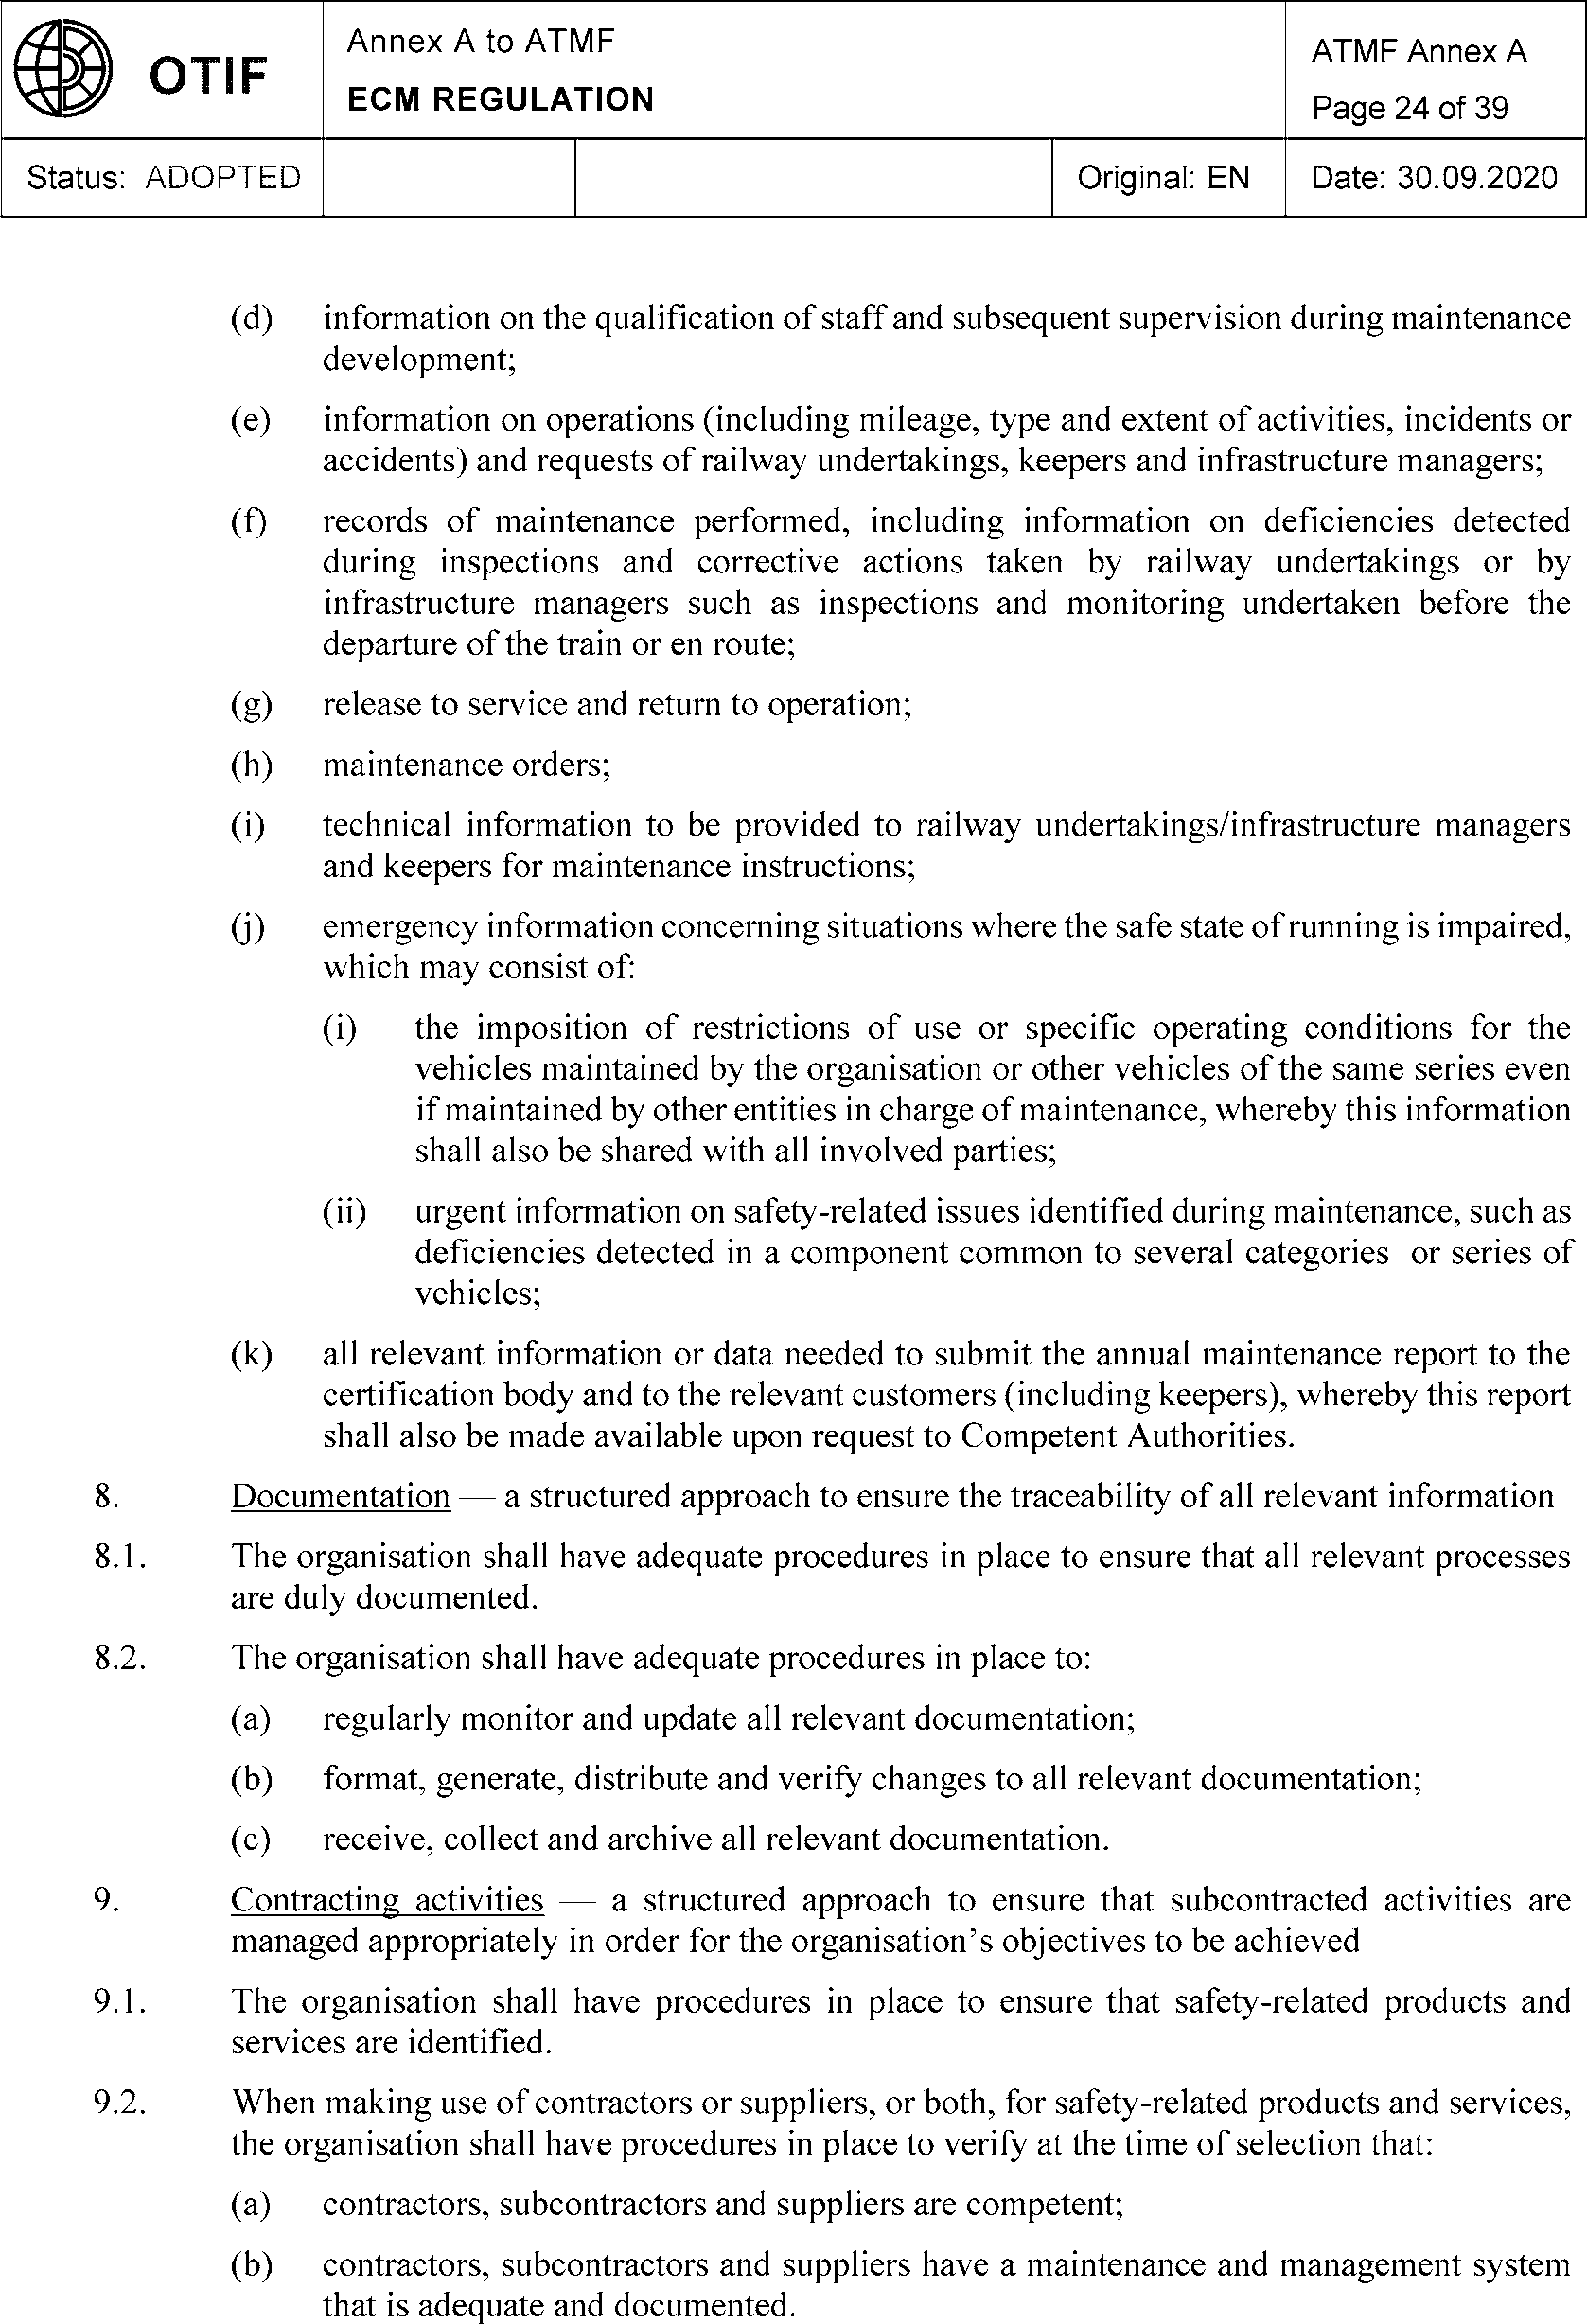 OTIF
Annex A to ATMF
ECM REGULATION
ATMF Annex A
Page 24 of 39
Status: ADOPTED
Original: EN
Date: 30.09.2020
(d) information on the qualification of staff and subsequent supervision during maintenance
development;
(e) information on operations (including mileage, type and extent of activities, incidents or
accidents) and requests of railway undertakings, keepers and infrastructure managers;
(f) records of maintenance performed, including information on deficiencies detected
during inspections and corrective actions taken by railway undertakings or by
infrastructure managers such as inspections and monitoring undertaken before the
departure of the train or en route;
(g) release to service and return to operation;
(h) maintenance orders;
(i) technical information to be provided to railway undertakings/infrastructure managers
and keepers for maintenance instructions;
(j) emergency information concerning situations where the safe state of running is impaired,
which may consist of:
(i) the imposition of restrictions of use or specific operating conditions for the
vehicles maintained by the organisation or other vehicles of the same series even
if maintained by other entities in charge of maintenance, whereby this information
shall also be shared with all involved parties;
(ii) urgent information on safety-related issues identified during maintenance, such as
deficiencies detected in a component common to several categories or series of
vehicles;
(k) all relevant information or data needed to submit the annual maintenance report to the
certification body and to the relevant customers (including keepers), whereby this report
shall also be made available upon request to Competent Authorities.
8. Documentation — a structured approach to ensure the traceability of all relevant information
8.1. The organisation shall have adequate procedures in place to ensure that all relevant processes
are duly documented.
8.2. The organisation shall have adequate procedures in place to:
(a) regularly monitor and update all relevant documentation;
(b) format, generate, distribute and verify changes to all relevant documentation;
(c) receive, collect and archive all relevant documentation.
9. Contracting activities — a structured approach to ensure that subcontracted activities are
managed appropriately in order for the organisation’s objectives to be achieved
9.1. The organisation shall have procedures in place to ensure that safety-related products and
services are identified.
9.2. When making use of contractors or suppliers, or both, for safety-related products and services,
the organisation shall have procedures in place to verify at the time of selection that:
(a) contractors, subcontractors and suppliers are competent;
(b) contractors, subcontractors and suppliers have a maintenance and management system
that is adequate and documented.